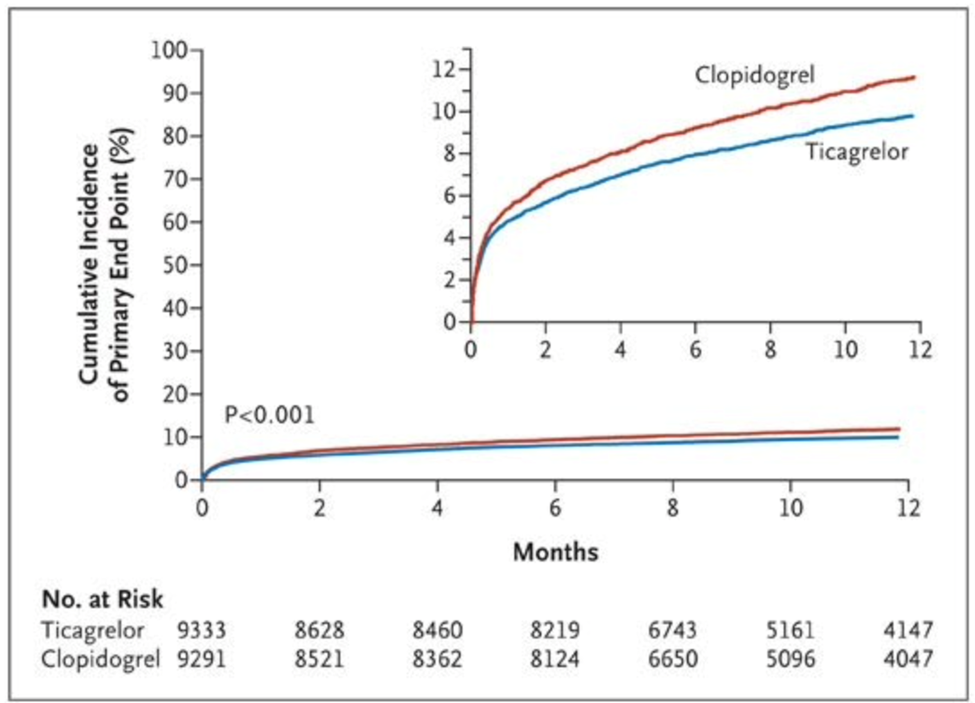 Cumulative Incidence
of Primary End Point (%)
100
90
80
70
60
50
40
30
20
10
0
P<0.001
0 2 4 6 8 10 12
Months
12
10
8
6
4
2
0
Clopidogrel
Ticagrelor
0 2 4 6 8 10 12
No. at Risk
Ticagrelor 9333 8628 8460 8219 6743 5161 4147
Clopidogrel 9291 8521 8362 8124 6650 5096 4047